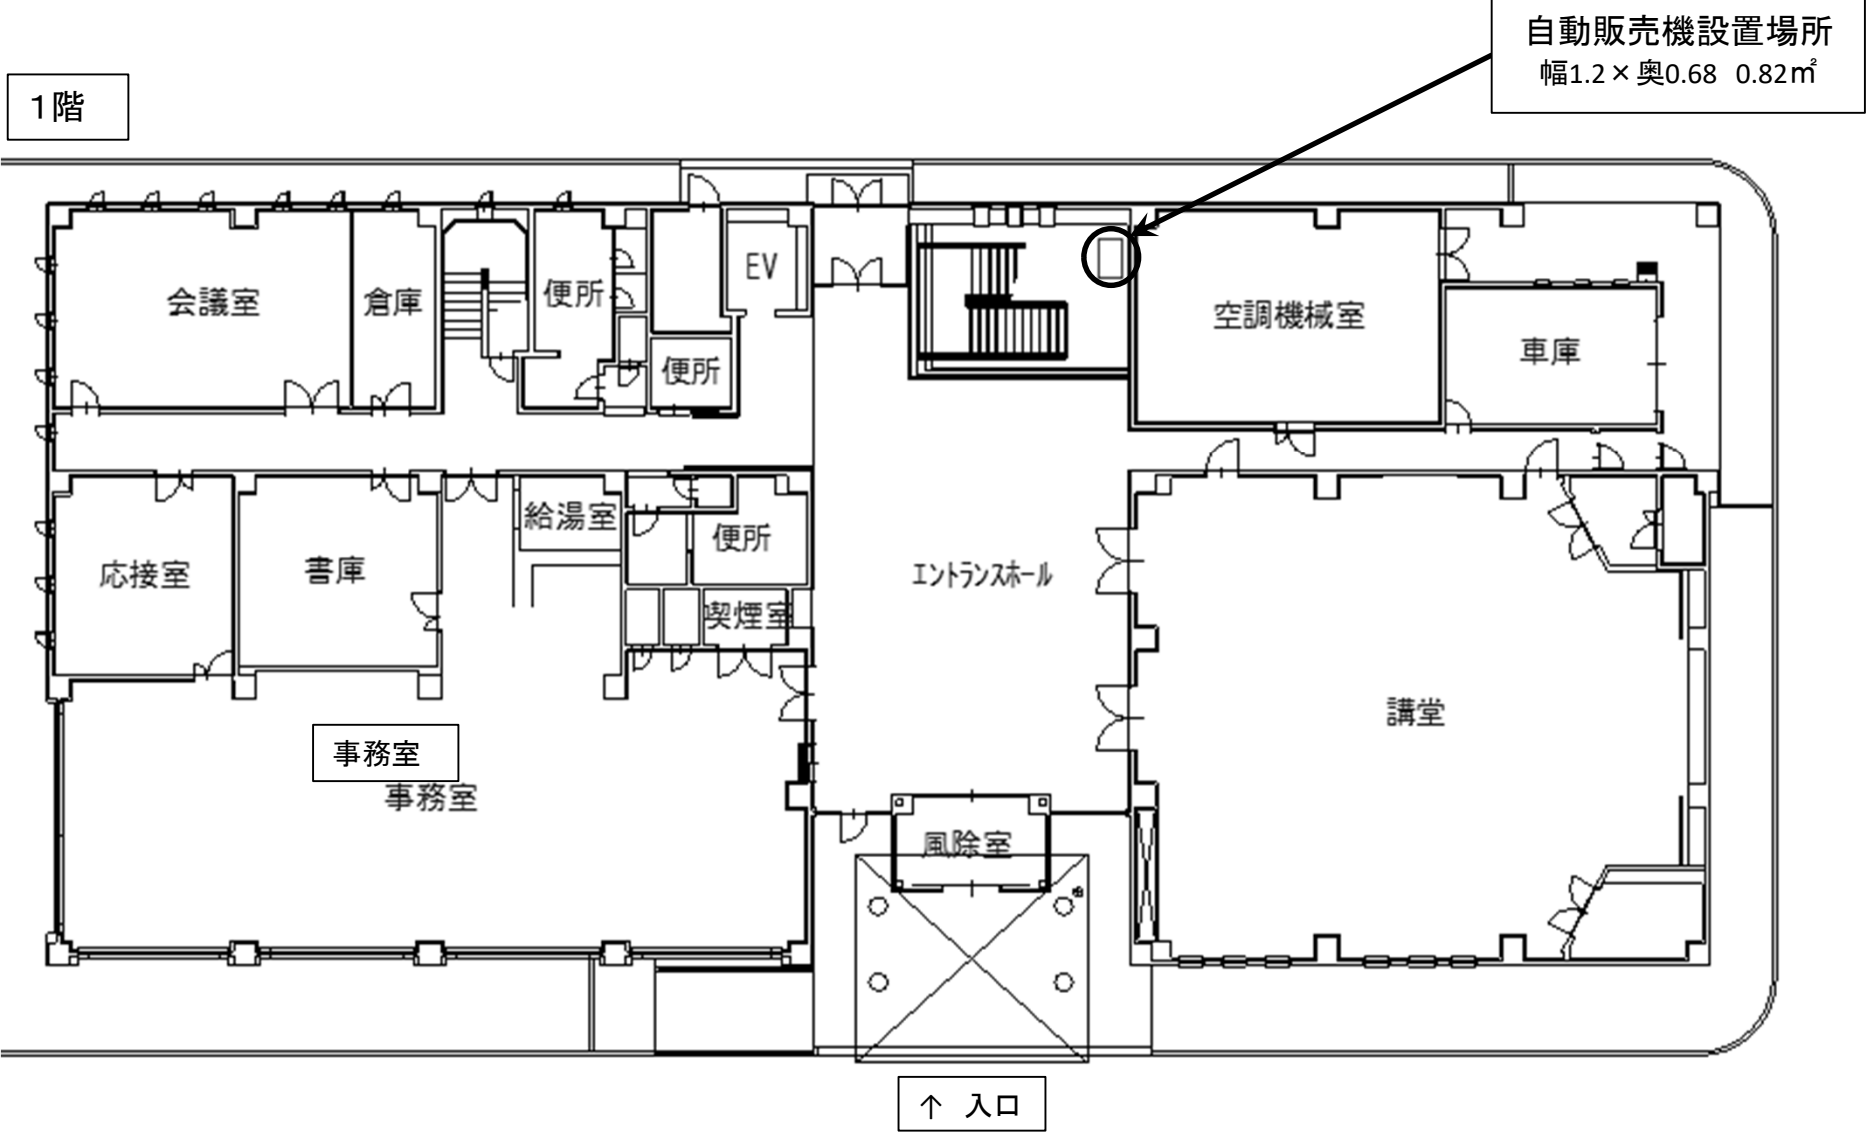 自動販売機設置場所
幅1.2×奥0.68 0.82㎡
1階
会議室
倉庫
便所
EV
便所
空調機械室
車庫
応接室
書庫
給湯室
便所
喫煙室
エントランスホール
講堂
事務室
事務室
風除室
↑ 入口